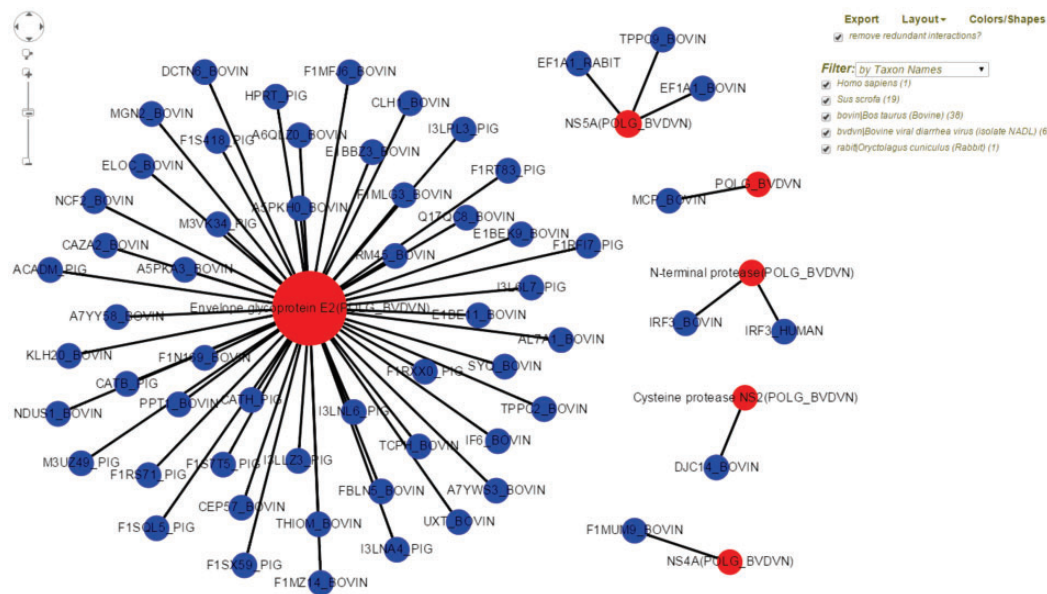 Export Layout Colors/Shapes
remove redundant interactions?
Filter: by Taxon Names
Homo sapiens (1)
Sus scrofa (19)
bovin|Bos taurus (Bovine) (38)
bvdvn|Bovine viral diarrhea virus (isolate NADL) (6
rabit|Oryctolagus cuniculus (Rabbit) (1)
DCTN6_BOVIN
F1MFJ6_BOVIN
HPRT_PIG
CLH1_BOVIN
MGN2_BOVIN
A6QLZ0_BOVIN
I3LRL3_PIG
F1S418_PIG
E1BBZ3_BOVIN
ELOC_BOVIN
F1RT83_PIG
F1MLG3_BOVIN
NCF2_BOVIN
A5PKH0_BOVIN
Q17QC8_BOVIN
M3VK34_PIG
E1BEK9_BOVIN
CAZA2_BOVIN
F1RFI7_PIG
RM45_BOVIN
ACADM_PIG
A5PKA3_BOVIN
I3L6L7_PIG
Envelope glycoprotein E2(POLG_BVDVN)
A7YY58_BOVIN
E1BE11_BOVIN
AL7A1_BOVIN
KLH20_BOVIN
F1N169_BOVIN
SYQ_BOVIN
F1RXX0_PIG
CATB_PIG
NDUS1_BOVIN
PPT1_BOVIN
CATH_PIG
TPPC2_BOVIN
I3LNL6_PIG
IF6_BOVIN
TCPH_BOVIN
M3UZ49_PIG
F1RS71_PIG
F1S7T5_PIG
I3LLZ3_PIG
FBLN5_BOVIN
A7YWS3_BOVIN
CEP57_BOVIN
F1SQL5_PIG
THIOM_BOVIN
UXT_BOVIN
I3LNA4_PIG
F1SX59_PIG
F1MZ14_BOVIN
TPPC9_BOVIN
EF1A1_RABIT
EF1A1_BOVIN
NS5A(POLG_BVDVN)
POLG_BVDVN
MCP_BOVIN
N-terminal protease(POLG_BVDVN)
IRF3_BOVIN
IRF3_HUMAN
Cysteine protease NS2(POLG_BVDVN)
DJC14_BOVIN
F1MUM9_BOVIN
NS4A(POLG_BVDVN)